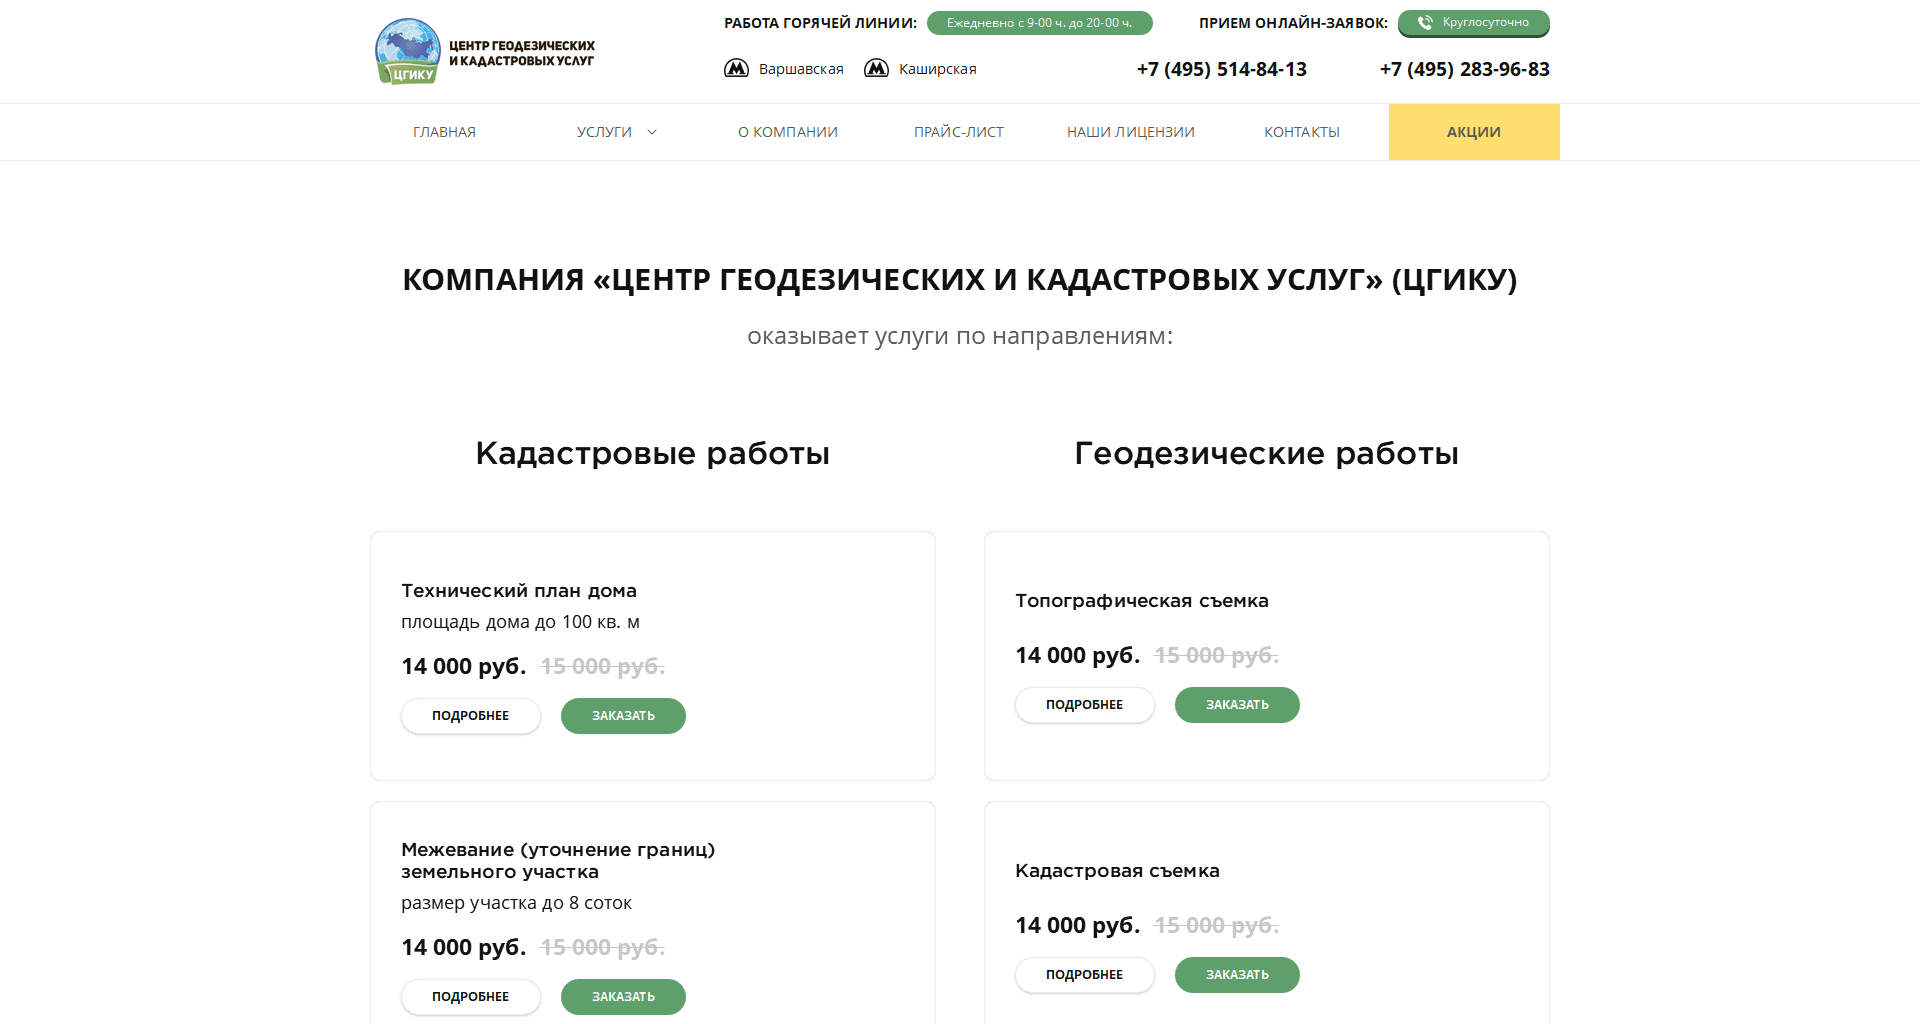 ЦГИКУ
ЦЕНТР ГЕОДЕЗИЧЕСКИХ
И КАДАСТРОВЫХ УСЛУГ
РАБОТА ГОРЯЧЕЙ ЛИНИИ: Ежедневно с 9-00 ч. до 20-00 ч.
ПРИЕМ ОНЛАЙН-ЗАЯВОК: Круглосуточно
Варшавская Каширская
+7 (495) 514-84-13 +7 (495) 283-96-83
ГЛАВНАЯ УСЛУГИ О КОМПАНИИ ПРАЙС-ЛИСТ НАШИ ЛИЦЕНЗИИ КОНТАКТЫ АКЦИИ
КОМПАНИЯ «ЦЕНТР ГЕОДЕЗИЧЕСКИХ И КАДАСТРОВЫХ УСЛУГ» (ЦГИКУ)
оказывает услуги по направлениям:
Кадастровые работы
Технический план дома
площадь дома до 100 кв. м
14 000 руб. 15 000 руб.
ПОДРОБНЕЕ ЗАКАЗАТЬ
Межевание (уточнение границ)
земельного участка
размер участка до 8 соток
14 000 руб. 15 000 руб.
ПОДРОБНЕЕ ЗАКАЗАТЬ
Геодезические работы
Топографическая съемка
14 000 руб. 15 000 руб.
ПОДРОБНЕЕ ЗАКАЗАТЬ
Кадастровая съемка
14 000 руб. 15 000 руб.
ПОДРОБНЕЕ ЗАКАЗАТЬ